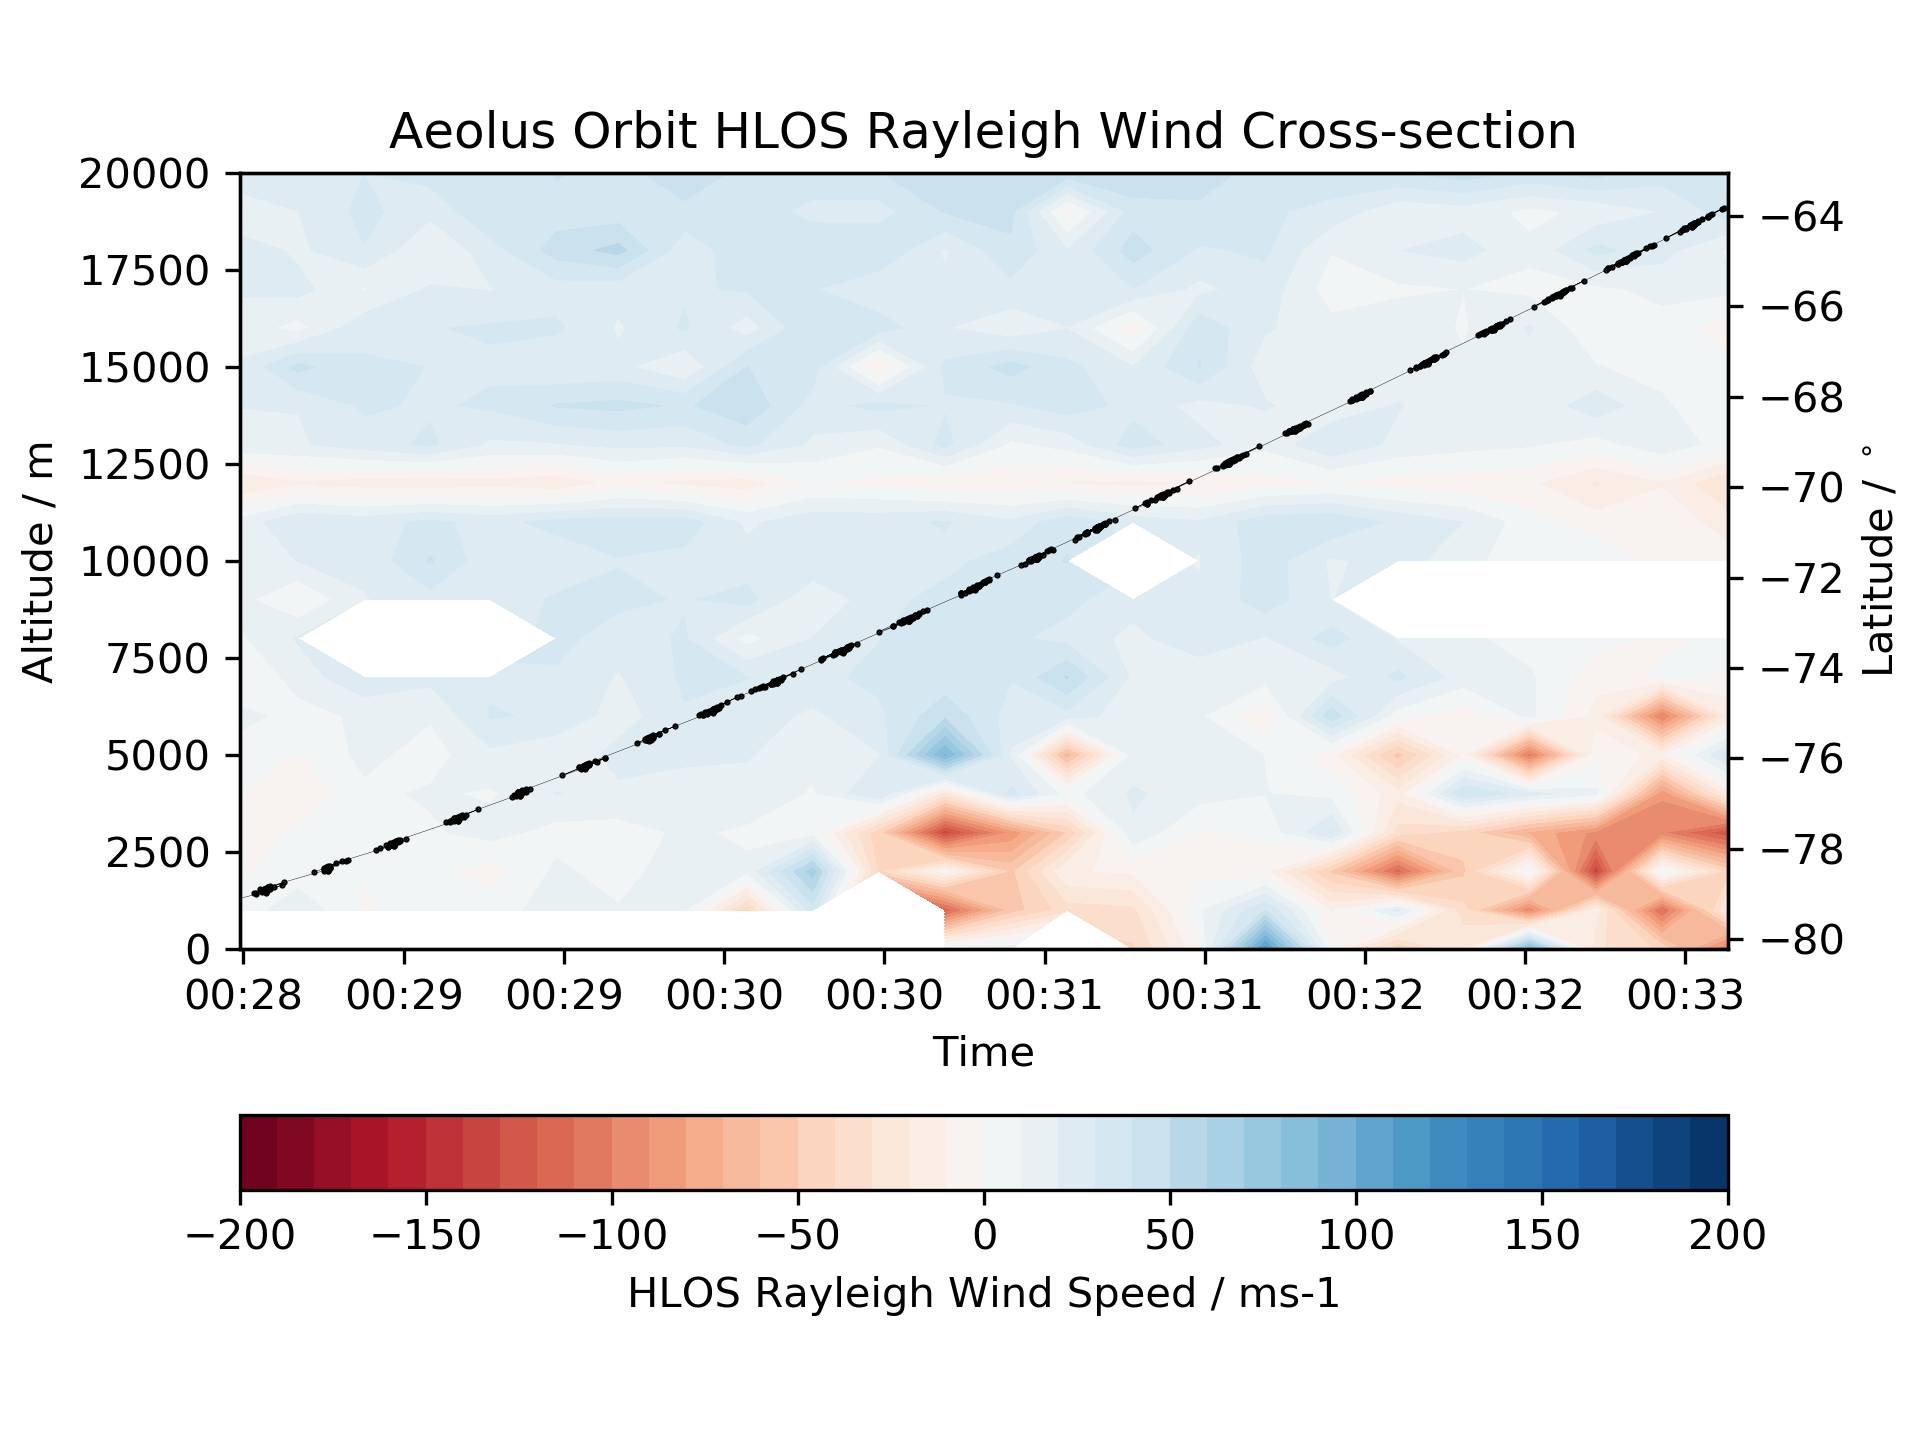 Aeolus Orbit HLOS Rayleigh Wind Cross-section
20000
17500
15000
12500
10000
7500
5000
2500
0
Altitude / m
−64
−66
−68
−70
−72
−74
−76
−78
−80
Latitude / °
00:28 00:29 00:29 00:30 00:30 00:31 00:31 00:32 00:32 00:33
Time
−200 −150 −100 −50 0 50 100 150 200
HLOS Rayleigh Wind Speed / ms-1